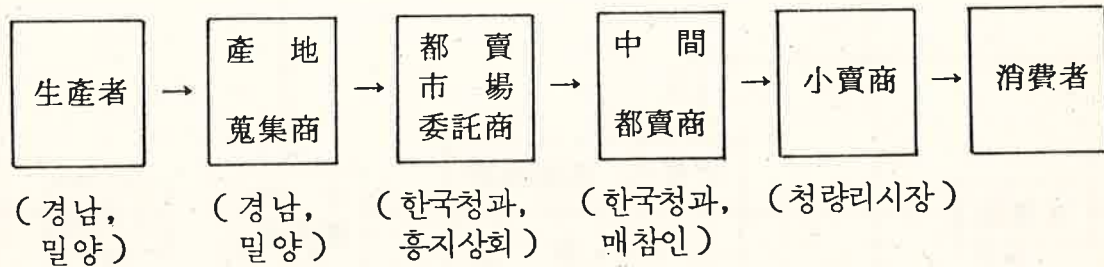 生產者 → 產 地 蒐集商 → 都 賣 市 場 委託商 → 中 間 都賣商 → 小賣商 → 消費者
(경남, 밀양) (경남, 밀양) (한국청과, 흥지상회) (한국청과, 매참인) (청량리시장)